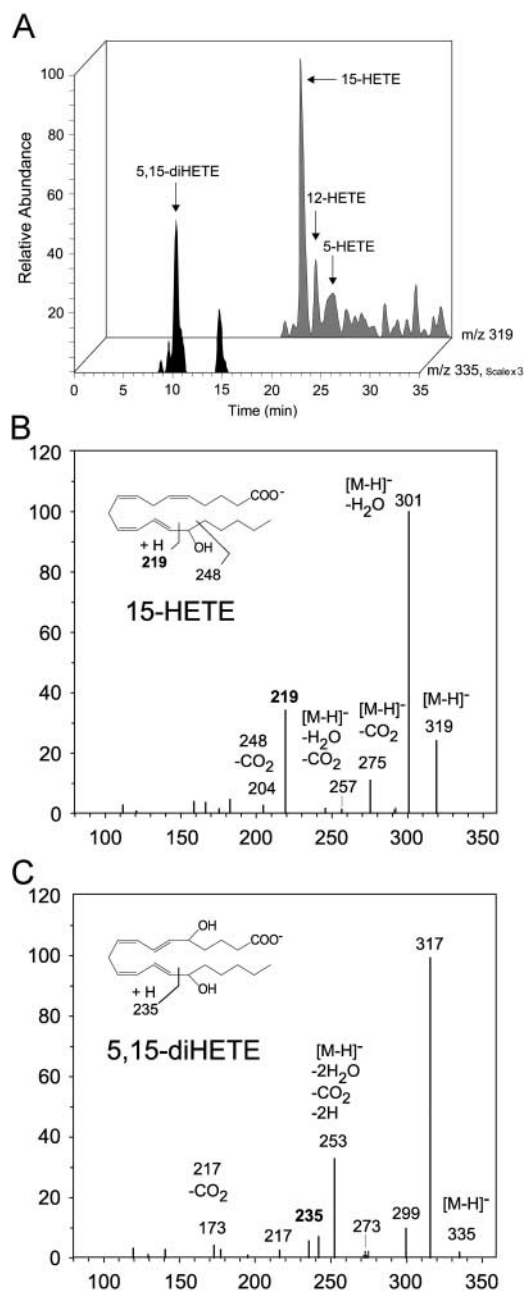 A
100
80
60
40
20
Relative Abundance
15-HETE
5,15-diHETE
12-HETE
5-HETE
m/z 319
m/z 335, Scale x 3
0 5 10 15 20 25 30 35
Time (min)
B
120
100
80
60
40
20
0
COO-
OH
+ H
219
248
15-HETE
[M-H]-
-H2O
301
219
248
-CO2
204
[M-H]-
-H2O
-CO2
257
[M-H]-
-CO2
275
[M-H]-
319
100 150 200 250 300 350
C
120
100
80
60
40
20
0
OH
COO-
+ H
235
OH
5,15-diHETE
317
[M-H]-
-2H2O
-CO2
-2H
253
217
-CO2
173
217
235
273
299
[M-H]-
335
100 150 200 250 300 350